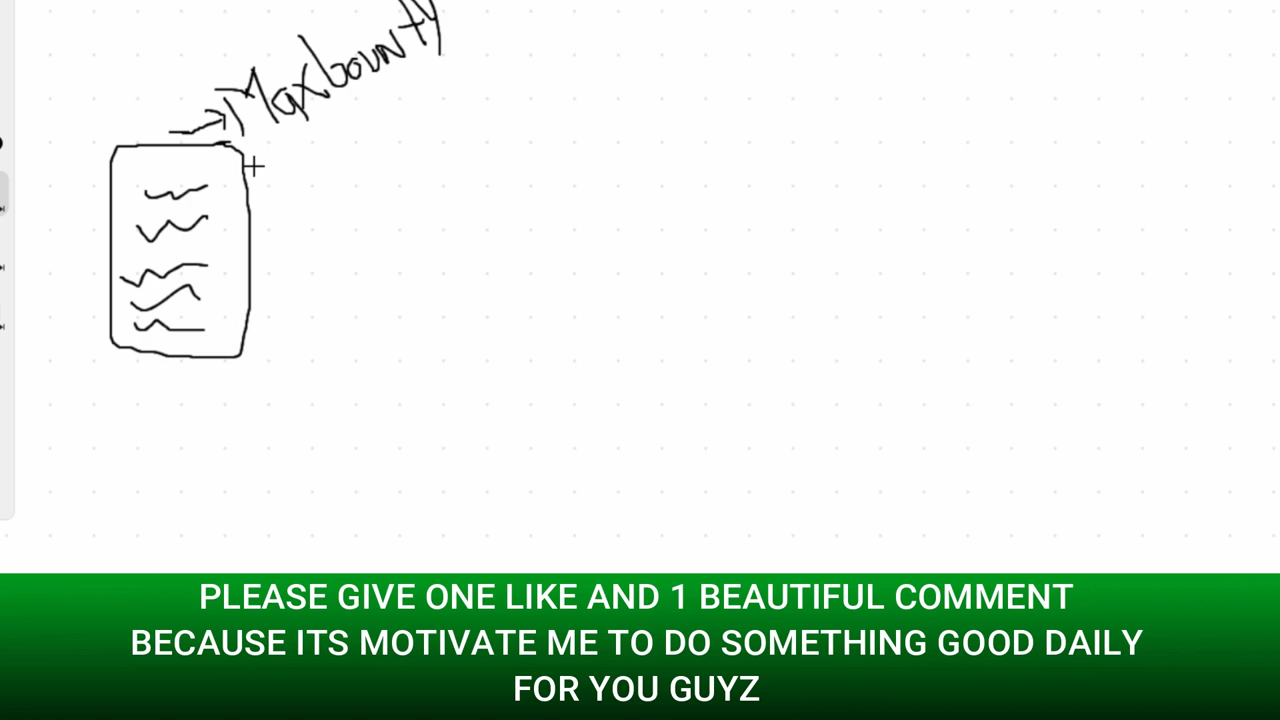 Maxbounty
PLEASE GIVE ONE LIKE AND 1 BEAUTIFUL COMMENT
BECAUSE ITS MOTIVATE ME TO DO SOMETHING GOOD DAILY
FOR YOU GUYZ